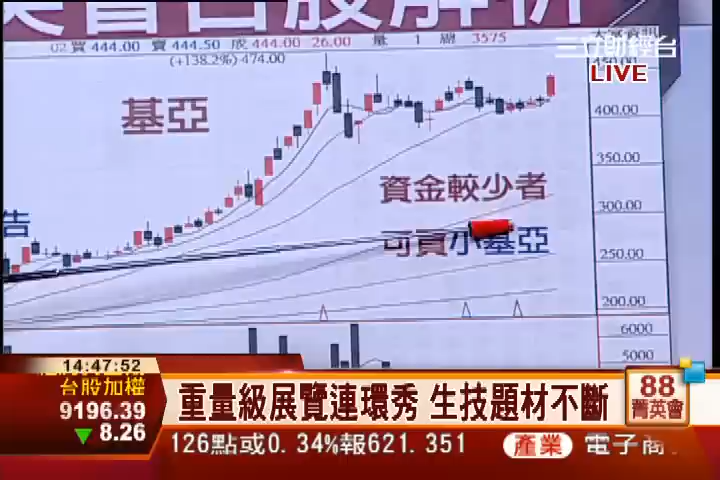 02買 444.00 賣 444.50 成 444.00 26.00 量 1 週 3575
三立財經台
LIVE
(+138.2%)474.00
450.00
400.00
350.00
300.00
250.00
200.00
6000
5000
基亞
資金較少者
可買小基亞
告
14:47:52
台股加權
9196.39
▼8.26
重量級展覽連環秀 生技題材不斷
88
菁英會
126點或0.34%報621.351
產業
電子商